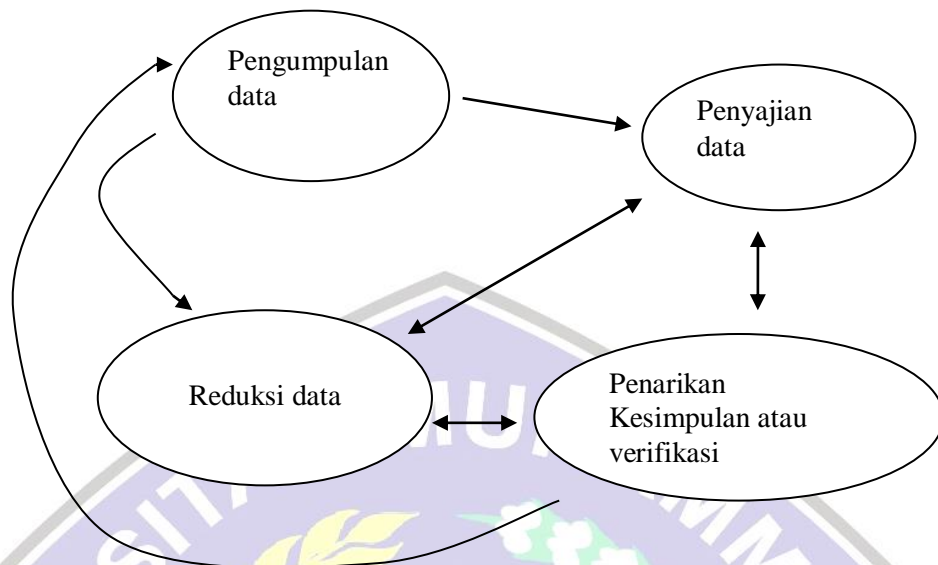 Pengumpulan
data
Penyajian
data
Reduksi data
Penarikan
Kesimpulan atau
verifikasi